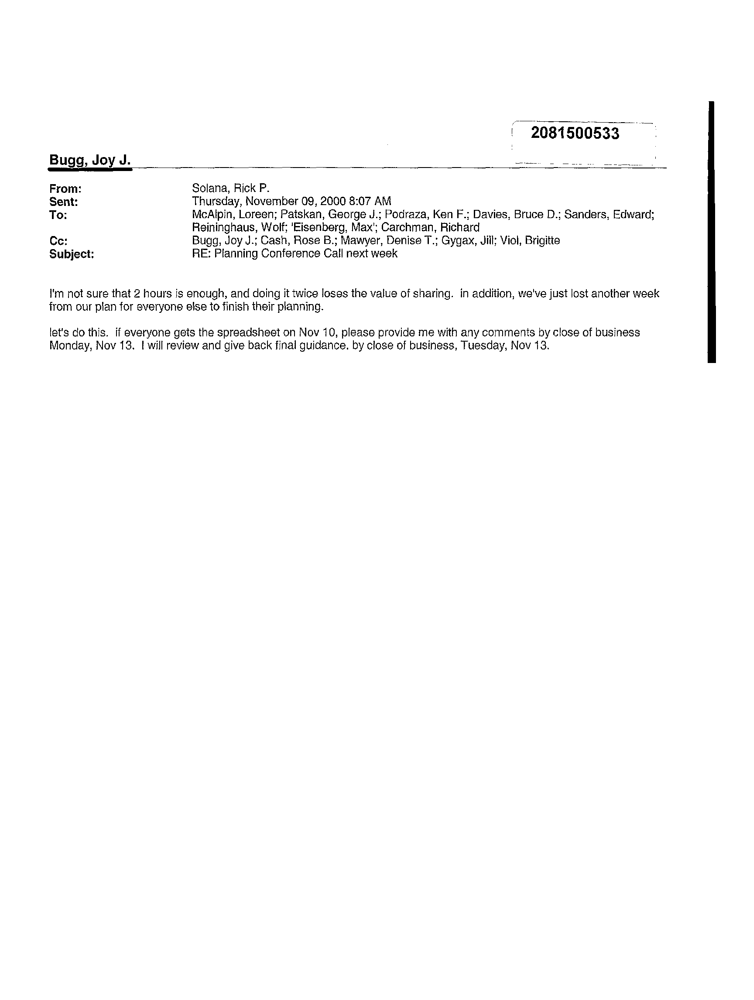 2081500533
Bugg, Joy J.
From: Solana, Rick P.
Sent: Thursday, November 09, 2000 8:07 AM
To: McAlpin, Loreen; Patskan, George J.; Podraza, Ken F.; Davies, Bruce D.; Sanders, Edward;
Reininghaus, Wolf; 'Eisenberg, Max'; Carchman, Richard
Cc: Bugg, Joy J.; Cash, Rose B.; Mawyer, Denise T.; Gygax, Jill; Viol, Brigitte
Subject: RE: Planning Conference Call next week
I'm not sure that 2 hours is enough, and doing it twice loses the value of sharing. in addition, we've just lost another week
from our plan for everyone else to finish their planning.
let's do this. if everyone gets the spreadsheet on Nov 10, please provide me with any comments by close of business
Monday, Nov 13. I will review and give back final guidance. by close of business, Tuesday, Nov 13.